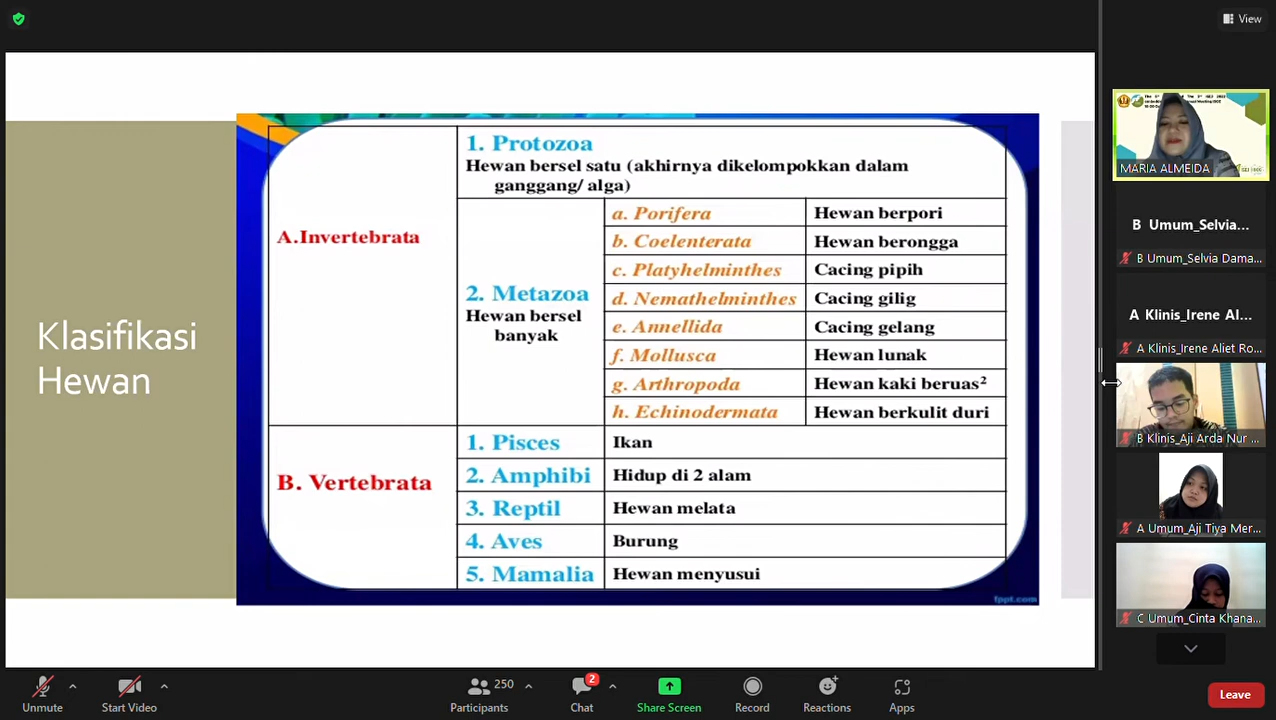 View
Klasifikasi
Hewan
A.Invertebrata
1. Protozoa
Hewan bersel satu (akhirnya dikelompokkan dalam
ganggang/ alga)
2. Metazoa
Hewan bersel
banyak
a. Porifera Hewan berpori
b. Coelenterata Hewan berongga
c. Platyhelminthes Cacing pipih
d. Nemathelminthes Cacing gilig
e. Annellida Cacing gelang
f. Mollusca Hewan lunak
g. Arthropoda Hewan kaki beruas²
h. Echinodermata Hewan berkulit duri
B. Vertebrata
1. Pisces Ikan
2. Amphibi Hidup di 2 alam
3. Reptil Hewan melata
4. Aves Burung
5. Mamalia Hewan menyusui
fppt.com
MARIA ALMEIDA
B Umum_Selvia...
B Umum_Selvia Dama...
A Klinis_Irene Al...
A Klinis_Irene Aliet Ro...
B Klinis_Aji Arda Nur ...
A Umum_Aji Tiya Mer...
C Umum_Cinta Khana...
Unmute
Start Video
250
Participants
2
Chat
Share Screen
Record
Reactions
Apps
Leave